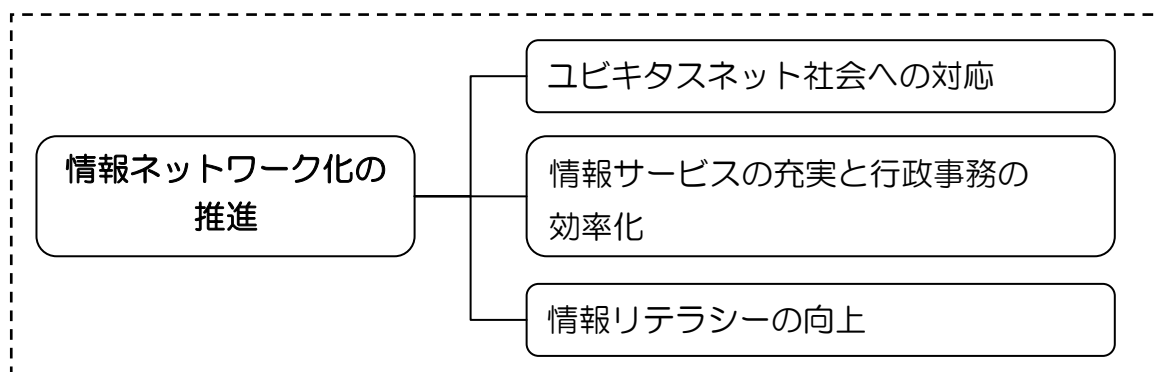 ユビキタスネット社会への対応
情報ネットワーク化の
推進
情報サービスの充実と行政事務の
効率化
情報リテラシーの向上